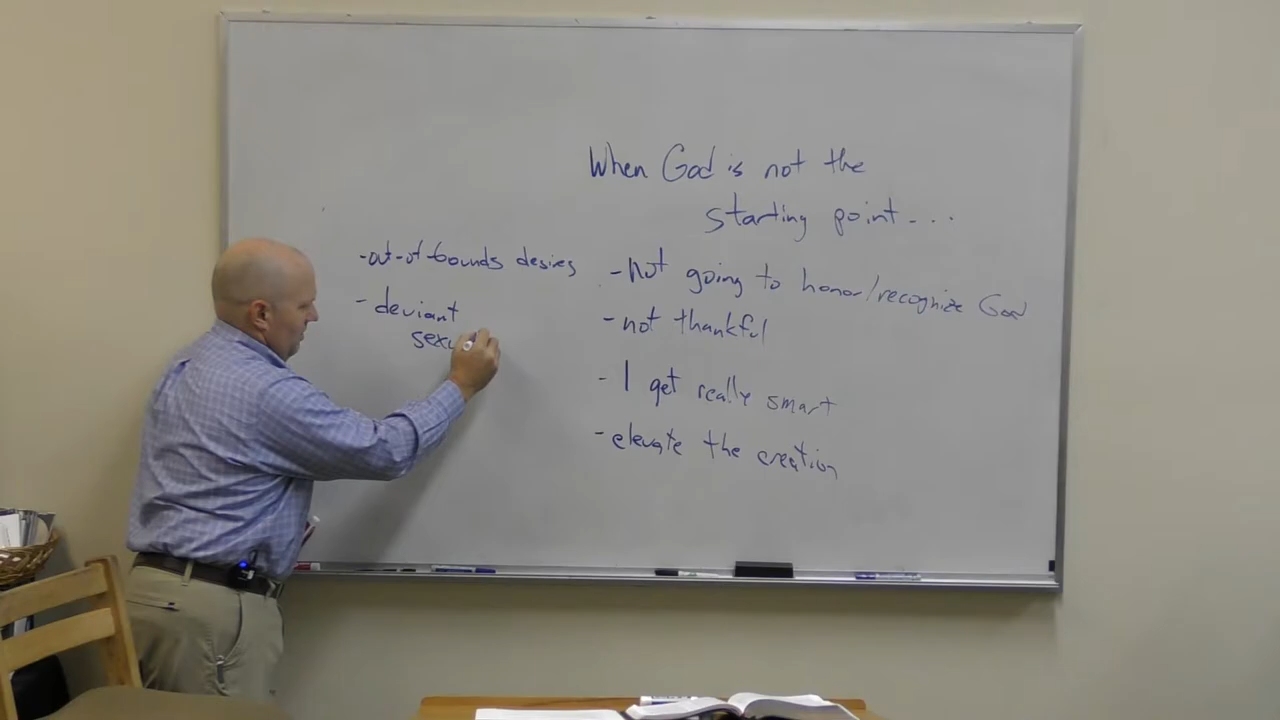 When God is not the
starting point...
- Not going to honor/recognize God
- not thankful
- I get really smart
- elevate the creation
- out-of-bounds desires
- deviant
sexu